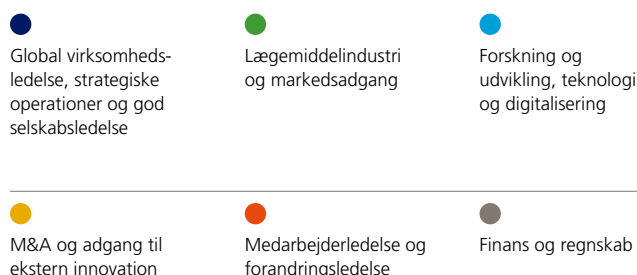 Global virksomheds-
ledelse, strategiske
operationer og god
selskabsledelse
Lægemiddelindustri
og markedsadgang
Forskning og
udvikling, teknologi
og digitalisering
M&A og adgang til
ekstern innovation
Medarbejderledelse og
forandringsledelse
Finans og regnskab